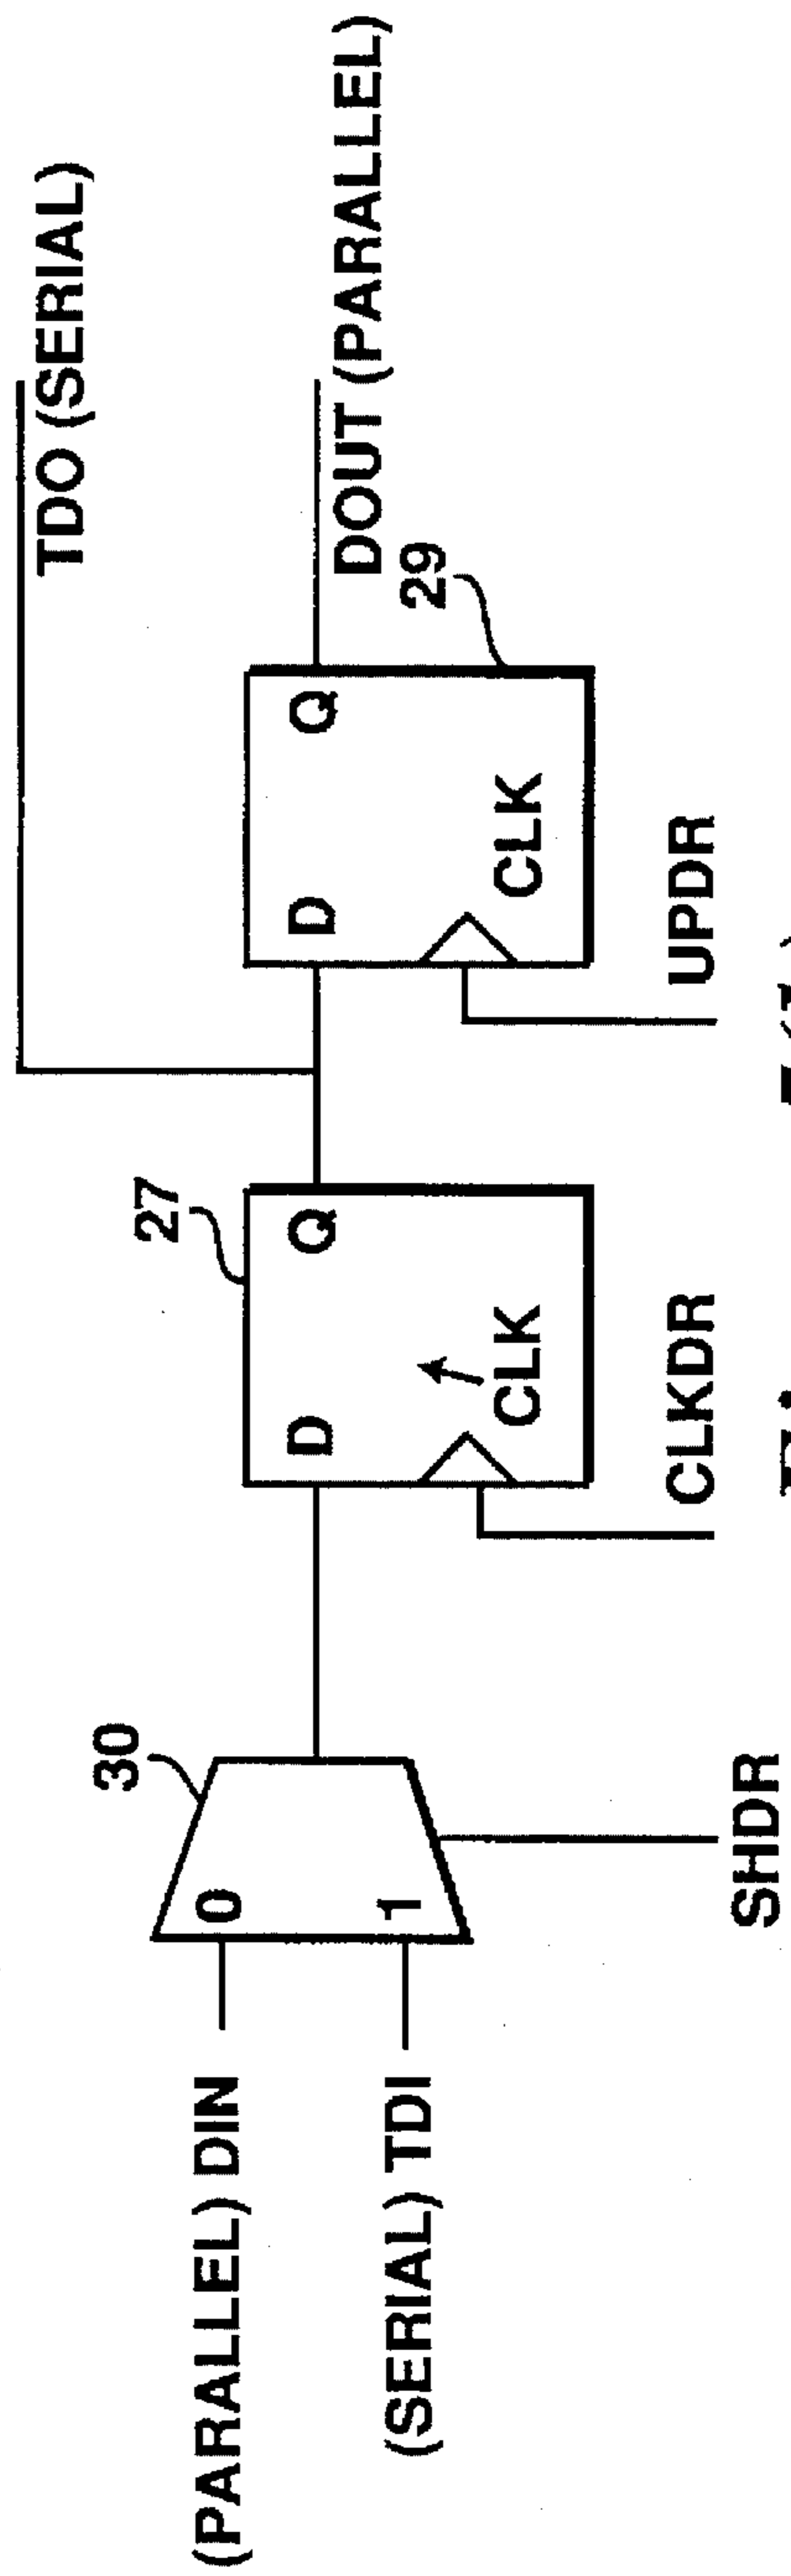 TDO (SERIAL)
DOUT (PARALLEL)
(PARALLEL) DIN
(SERIAL) TDI
30
0
1
SHDR
27
D
Q
CLK
CLKDR
29
D
Q
CLK
UPDR